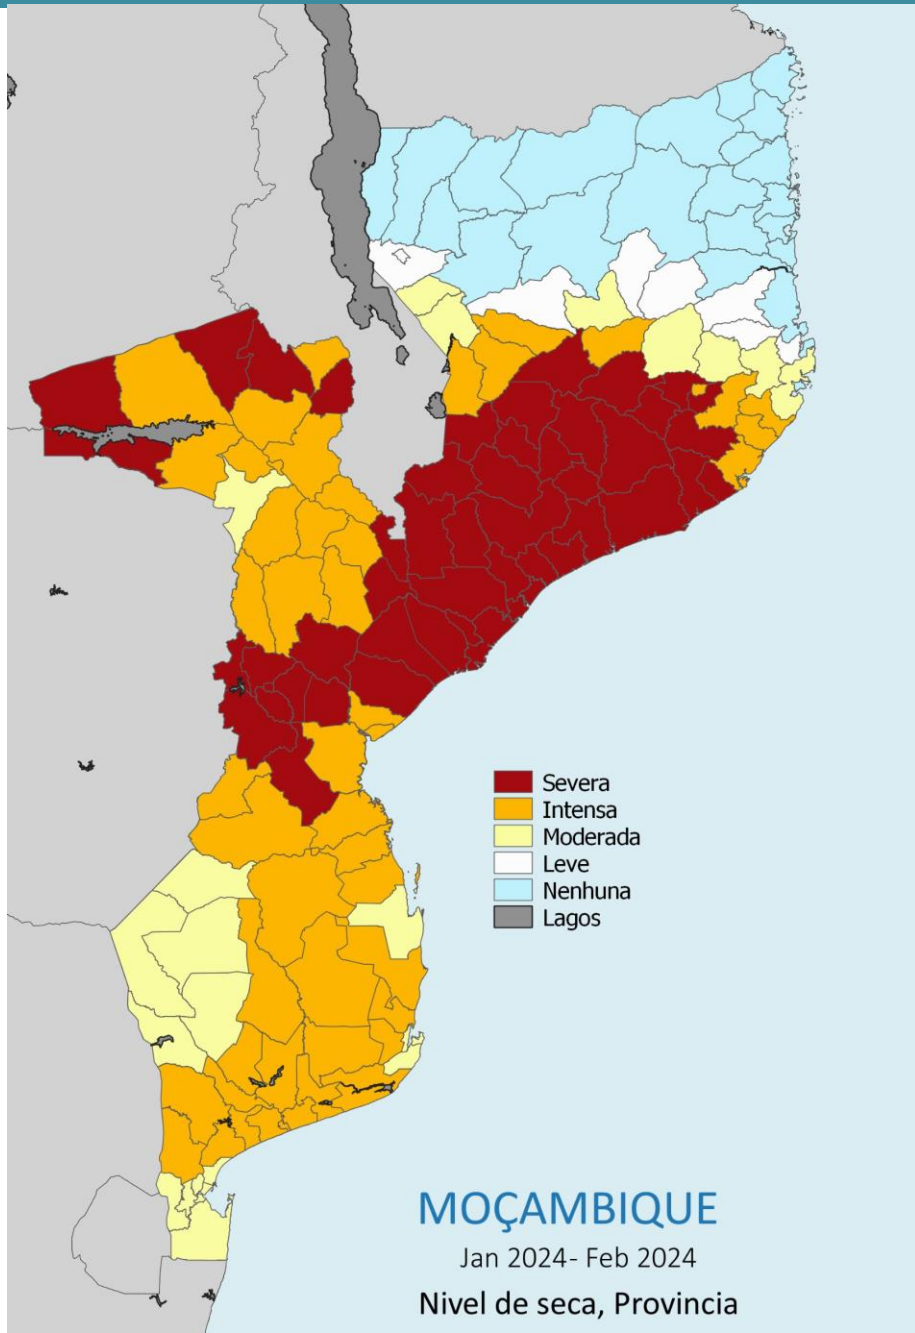 Severa
Intensa
Moderada
Leve
Nenhuna
Lagos
MOÇAMBIQUE
Jan 2024- Feb 2024
Nivel de seca, Provincia